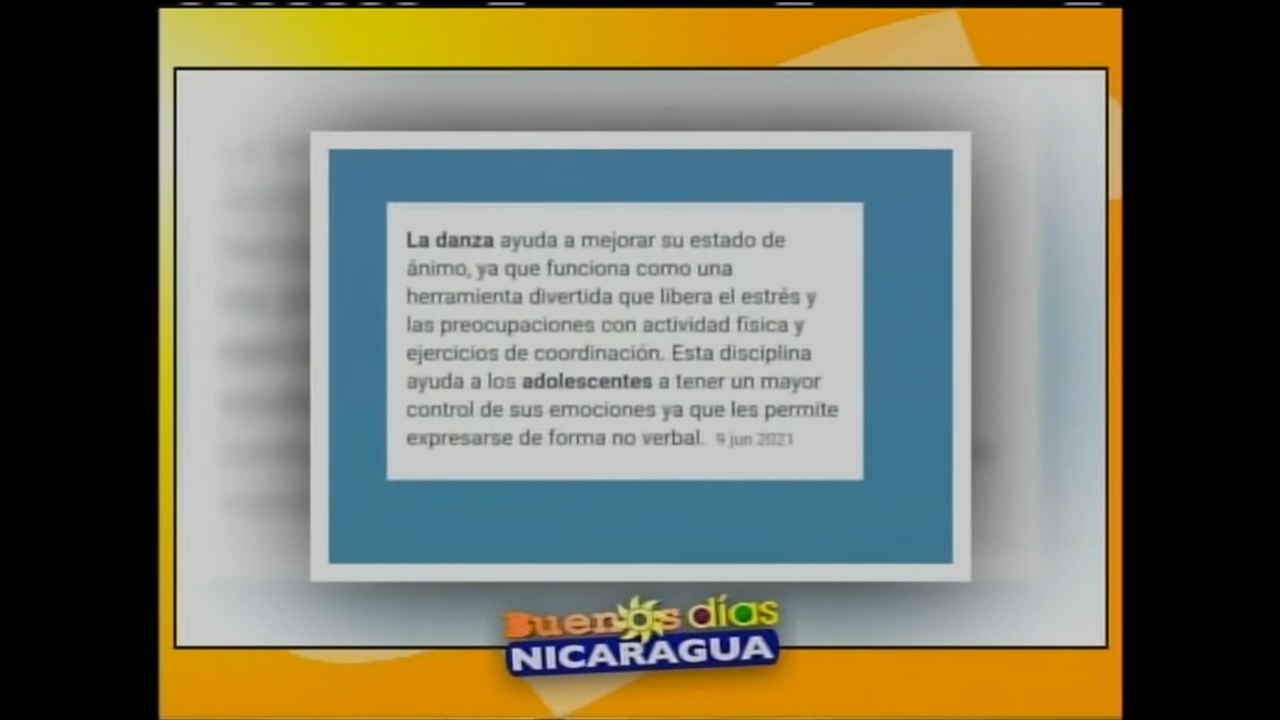 La danza ayuda a mejorar su estado de
ánimo, ya que funciona como una
herramienta divertida que libera el estrés y
las preocupaciones con actividad física y
ejercicios de coordinación. Esta disciplina
ayuda a los adolescentes a tener un mayor
control de sus emociones ya que les permite
expresarse de forma no verbal. 9 jun 2021
Buenos días
NICARAGUA